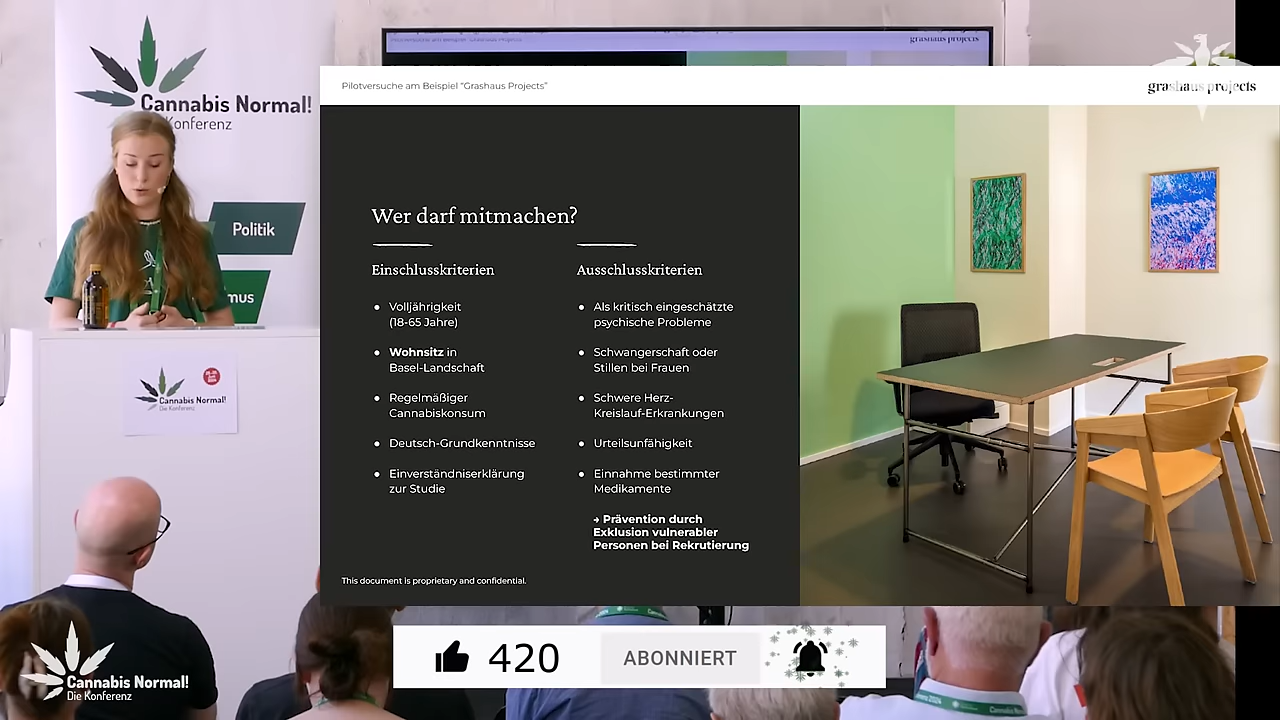 Cannabis Normal!
Die Konferenz
Politik
mus
Cannabis Normal!
Die Konferenz
grashaus projects
Pilotversuche am Beispiel "Grashaus Projects"
grashaus projects
Wer darf mitmachen?
Einschlusskriterien
• Volljährigkeit
(18-65 Jahre)
• Wohnsitz in
Basel-Landschaft
• Regelmäßiger
Cannabiskonsum
• Deutsch-Grundkenntnisse
• Einverständniserklärung
zur Studie
Ausschlusskriterien
• Als kritisch eingeschätzte
psychische Probleme
• Schwangerschaft oder
Stillen bei Frauen
• Schwere Herz-
Kreislauf-Erkrankungen
• Urteilsunfähigkeit
• Einnahme bestimmter
Medikamente
→ Prävention durch
Exklusion vulnerabler
Personen bei Rekrutierung
This document is proprietary and confidential.
420
ABONNIERT
Cannabis Normal!
Die Konferenz